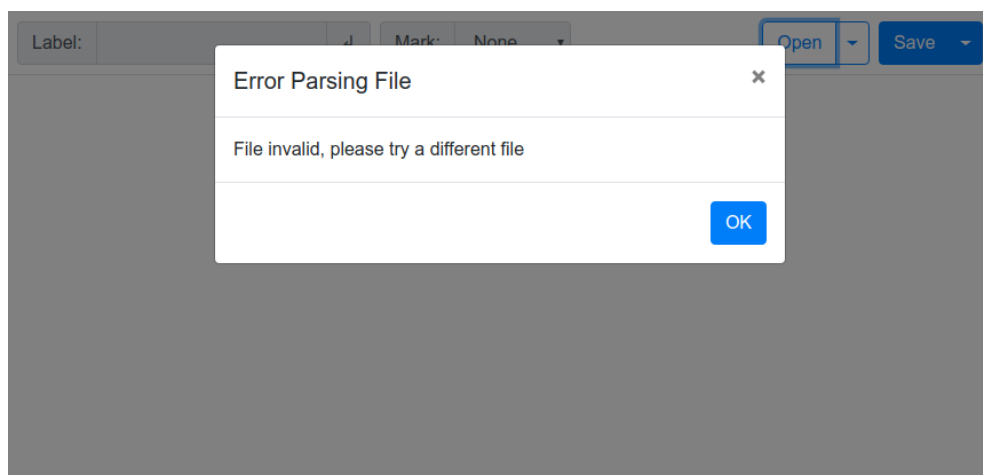 Label:
Mark: None
Open
Save
Error Parsing File
×
File invalid, please try a different file
OK